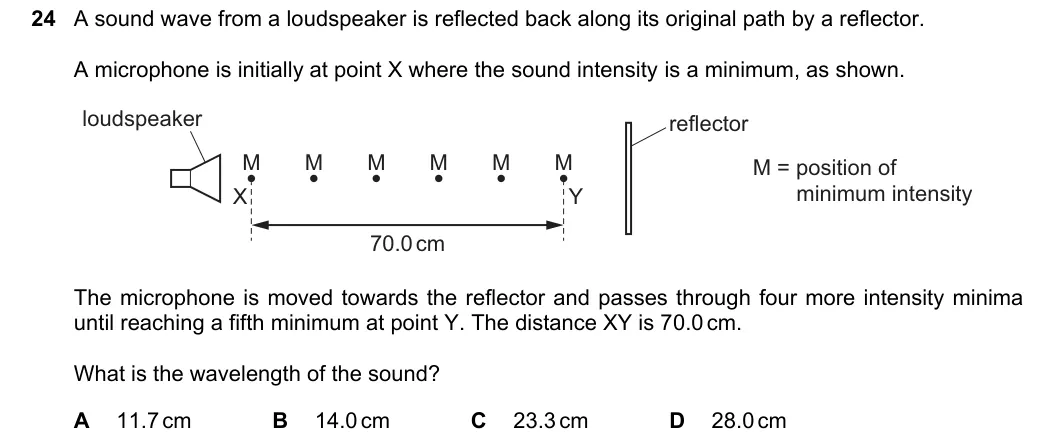 24 A sound wave from a loudspeaker is reflected back along its original path by a reflector.
A microphone is initially at point X where the sound intensity is a minimum, as shown.
loudspeaker
reflector
M M M M M M
M = position of
minimum intensity
X Y
70.0 cm
The microphone is moved towards the reflector and passes through four more intensity minima
until reaching a fifth minimum at point Y. The distance XY is 70.0 cm.
What is the wavelength of the sound?
A 11.7 cm B 14.0 cm C 23.3 cm D 28.0 cm